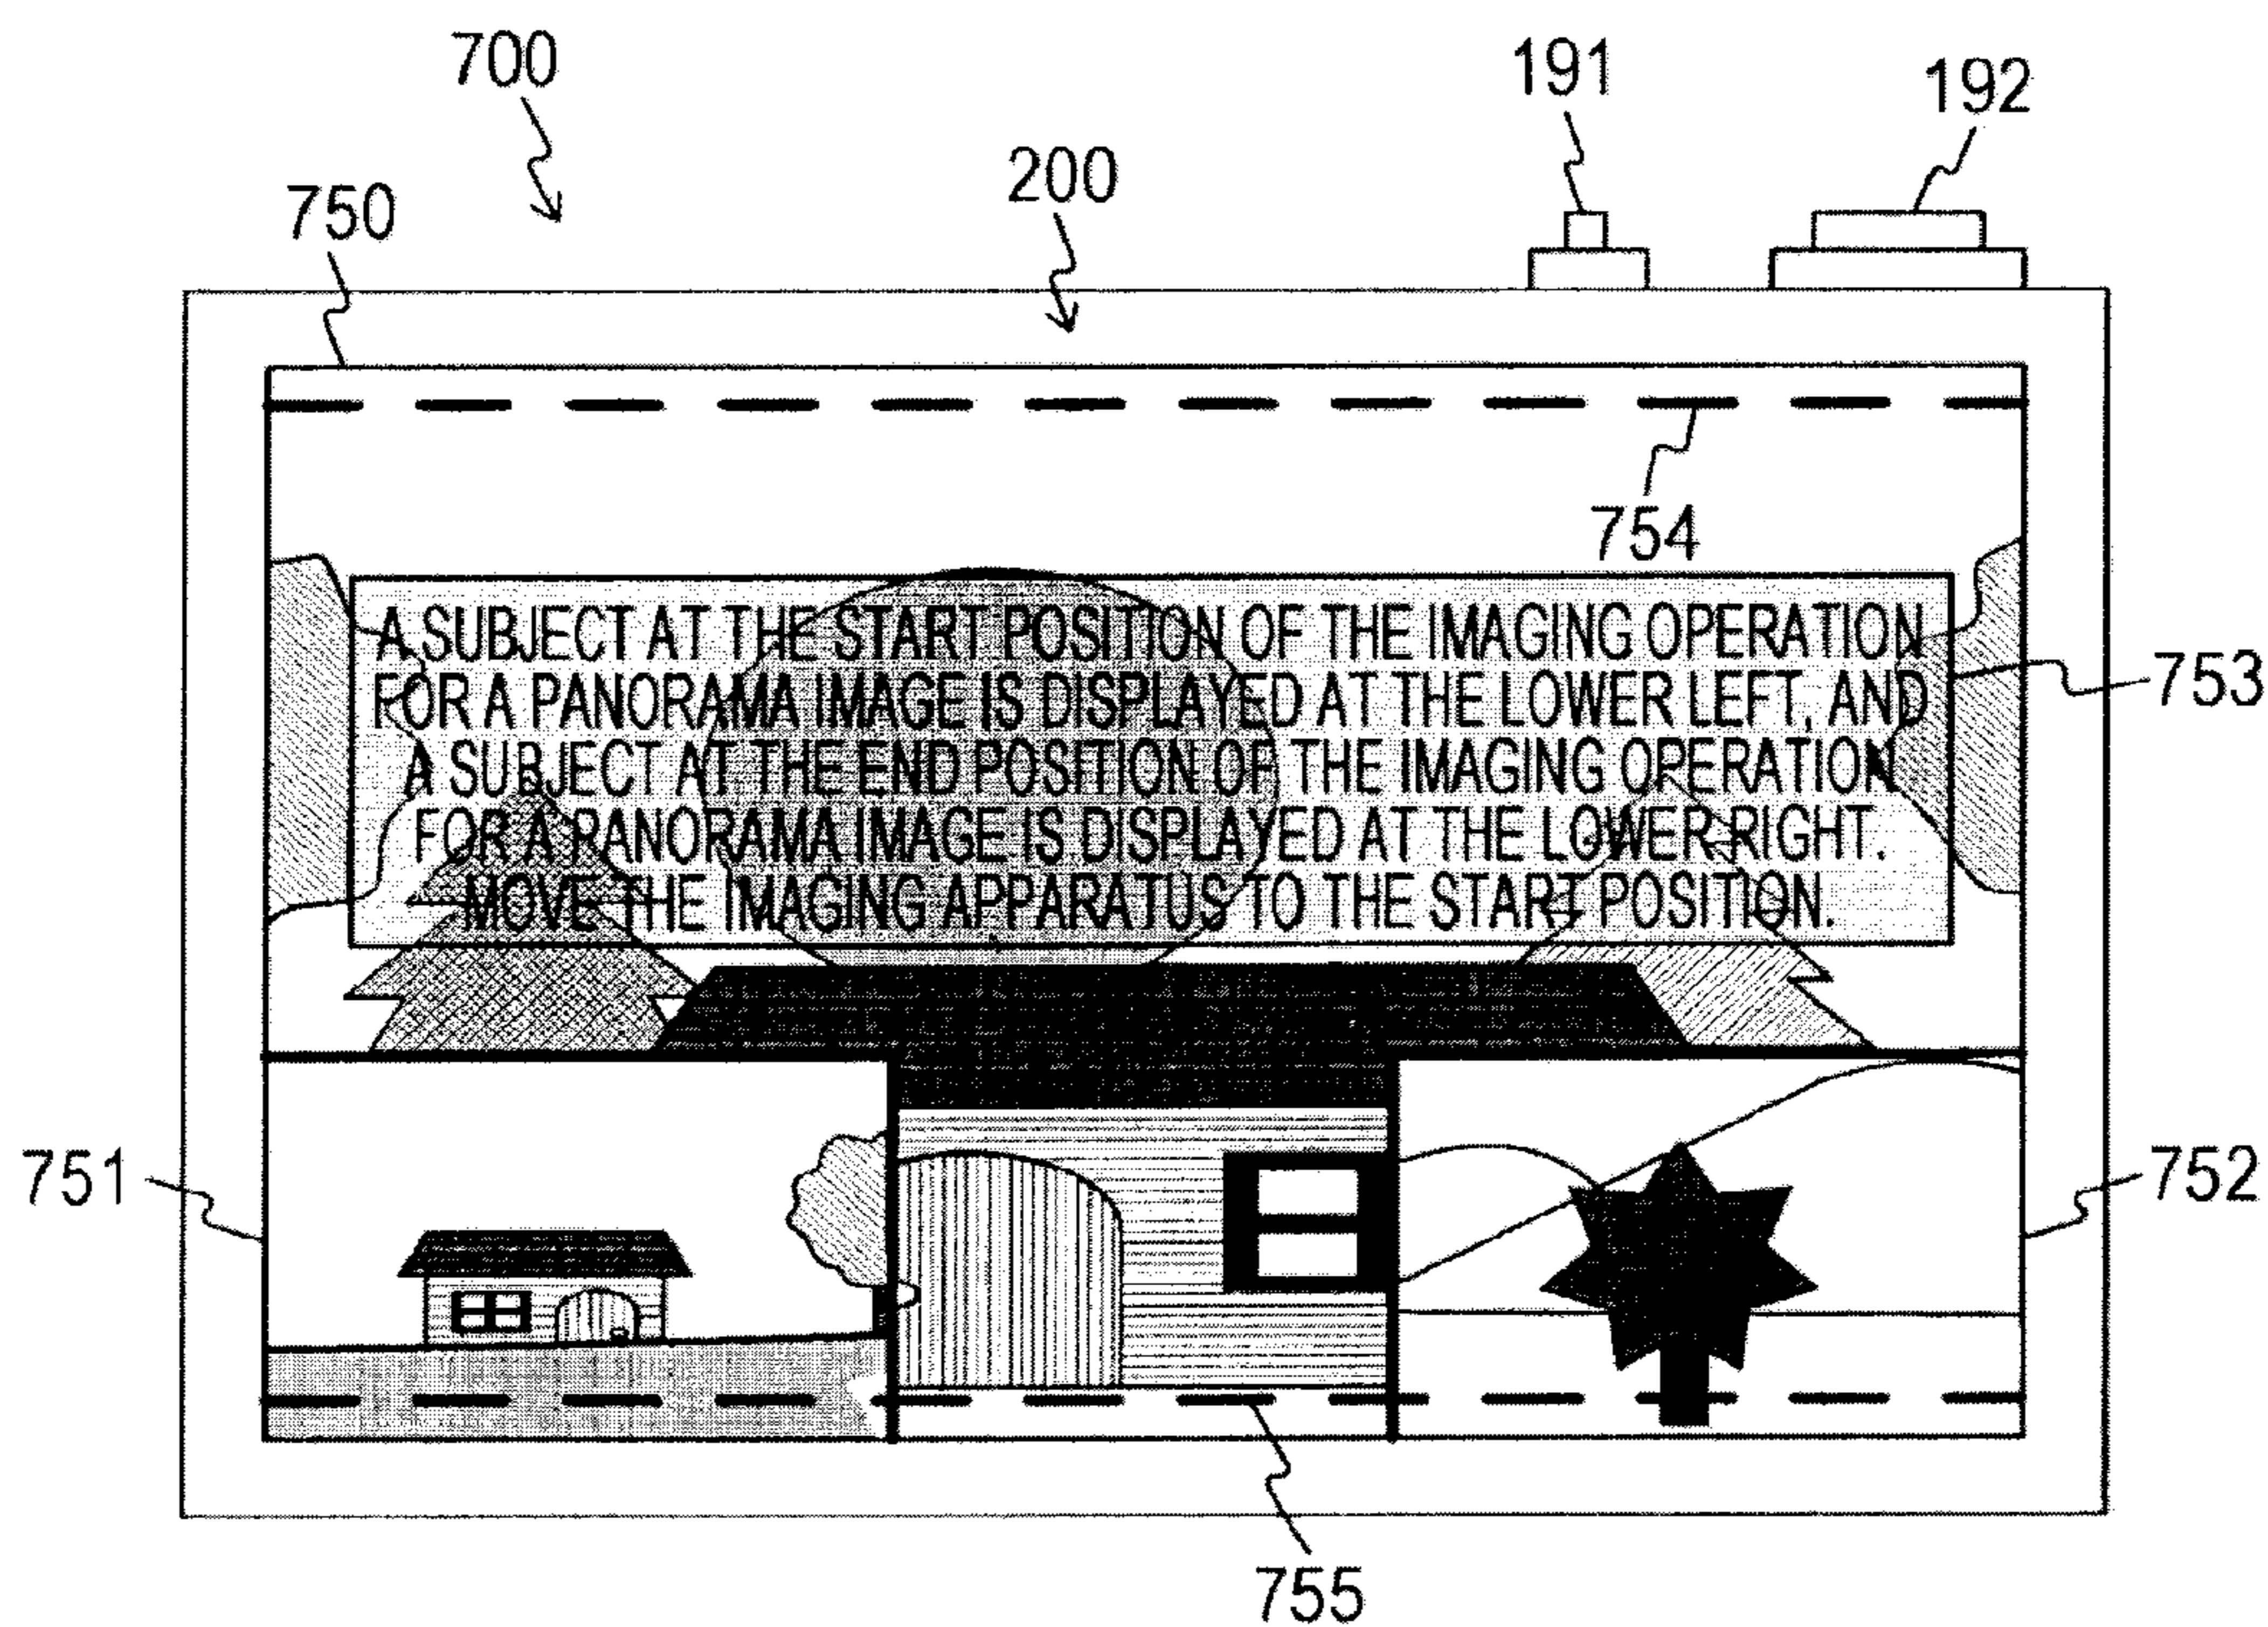 700
191
192
200
750
754
A SUBJECT AT THE START POSITION OF THE IMAGING OPERATION
FOR A PANORAMA IMAGE IS DISPLAYED AT THE LOWER LEFT, AND
A SUBJECT AT THE END POSITION OF THE IMAGING OPERATION
FOR A PANORAMA IMAGE IS DISPLAYED AT THE LOWER RIGHT.
MOVE THE IMAGING APPARATUS TO THE START POSITION.
753
751
752
755